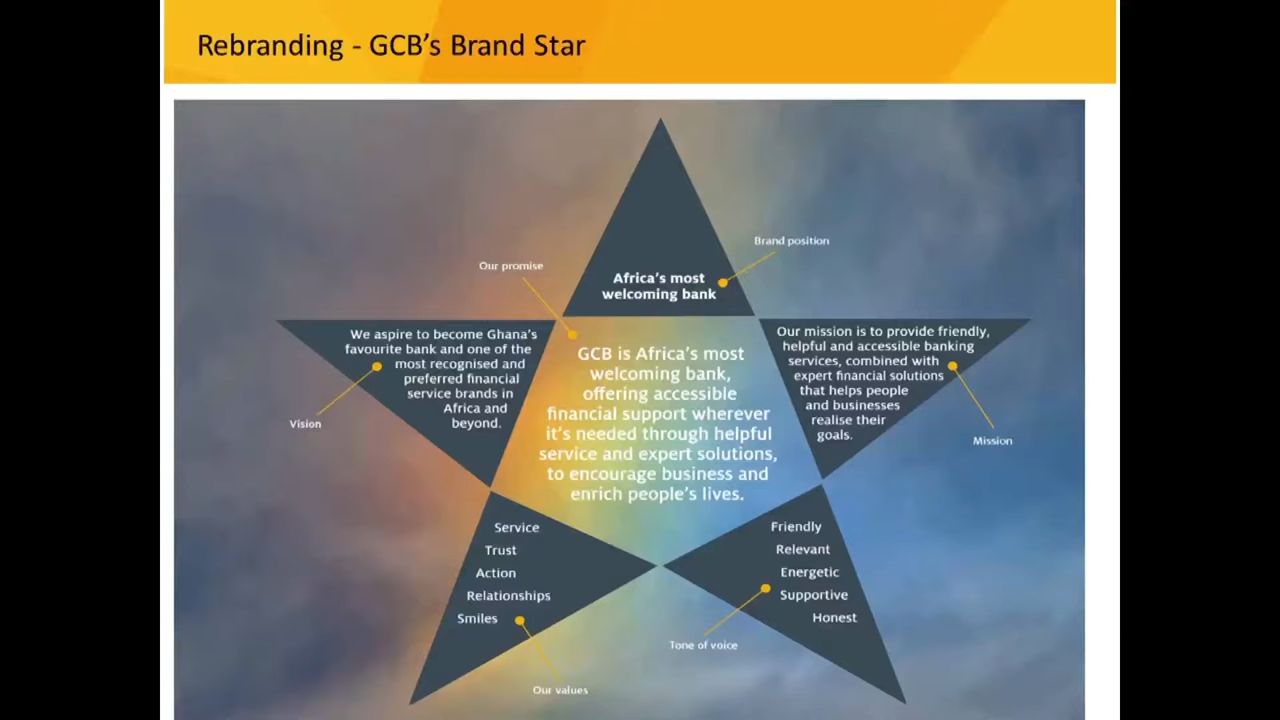 Rebranding - GCB's Brand Star
Brand position
Our promise
Africa's most
welcoming bank
We aspire to become Ghana's
favourite bank and one of the
most recognised and
preferred financial
service brands in
Africa and
beyond.
Vision
GCB is Africa's most
welcoming bank,
offering accessible
financial support wherever
it's needed through helpful
service and expert solutions,
to encourage business and
enrich people's lives.
Our mission is to provide friendly,
helpful and accessible banking
services, combined with
expert financial solutions
that helps people
and businesses
realise their
goals.
Mission
Service
Trust
Action
Relationships
Smiles
Our values
Friendly
Relevant
Energetic
Supportive
Honest
Tone of voice